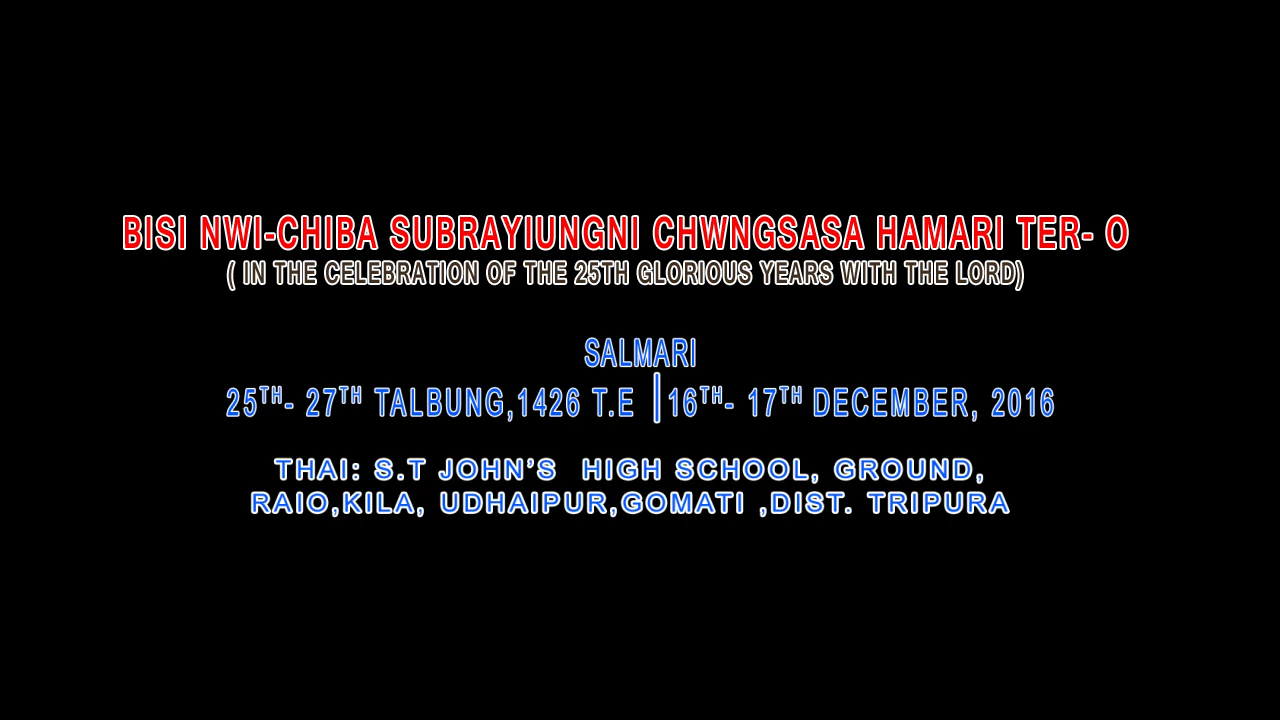 BISI NWI-CHIBA SUBRAYIUNGNI CHWNGSASA HAMARI TER- O
( IN THE CELEBRATION OF THE 25TH GLORIOUS YEARS WITH THE LORD)
SALMARI
25TH- 27TH TALBUNG,1426 T.E |16TH- 17TH DECEMBER, 2016
THAI: S.T JOHN’S HIGH SCHOOL, GROUND,
RAIO,KILA, UDHAIPUR,GOMATI ,DIST. TRIPURA